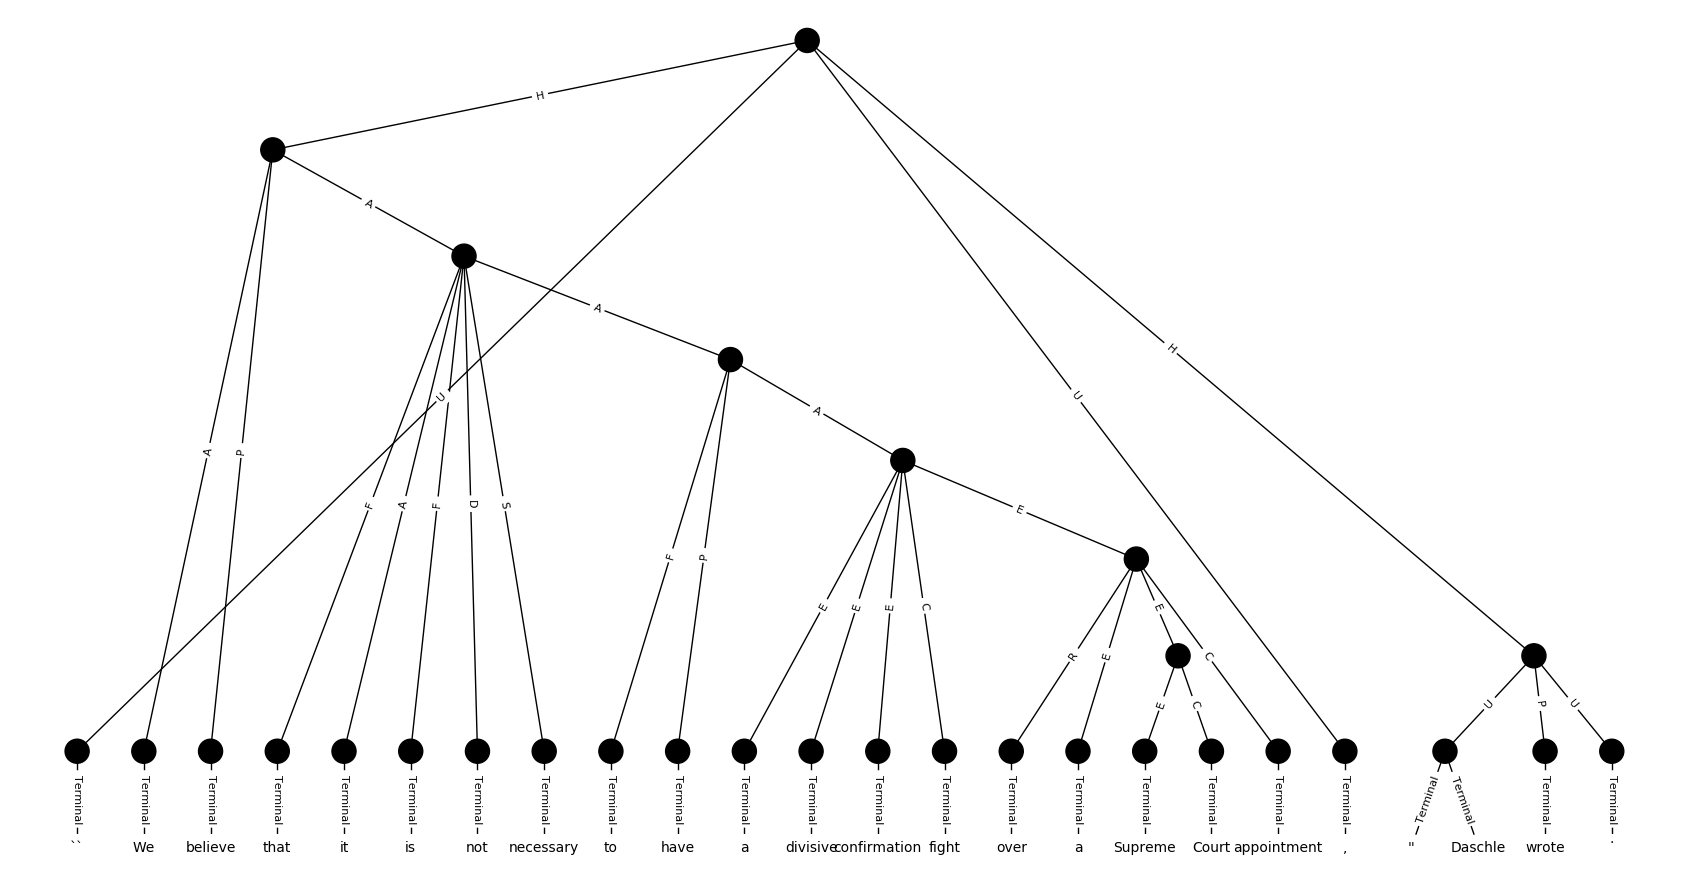 H
A
A P U F A F D S A
F P A
E E E C E
R E E C
E C
U H
U P U
Terminal Terminal Terminal Terminal Terminal Terminal Terminal Terminal Terminal Terminal Terminal Terminal Terminal Terminal Terminal Terminal Terminal Terminal Terminal Terminal Terminal Terminal Terminal Terminal
`` We believe that it is not necessary to have a divisive confirmation fight over a Supreme Court appointment , " Daschle wrote .